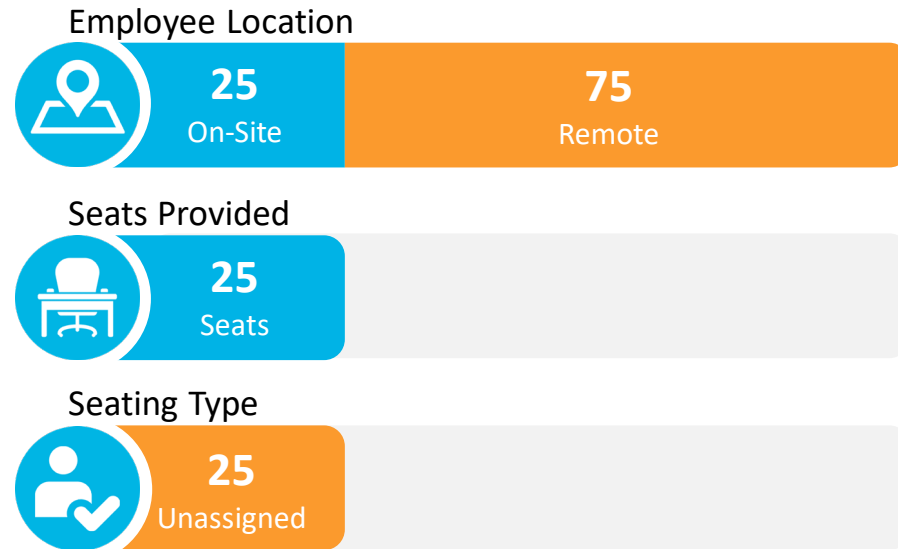 Employee Location
25
On-Site
75
Remote
Seats Provided
25
Seats
Seating Type
25
Unassigned